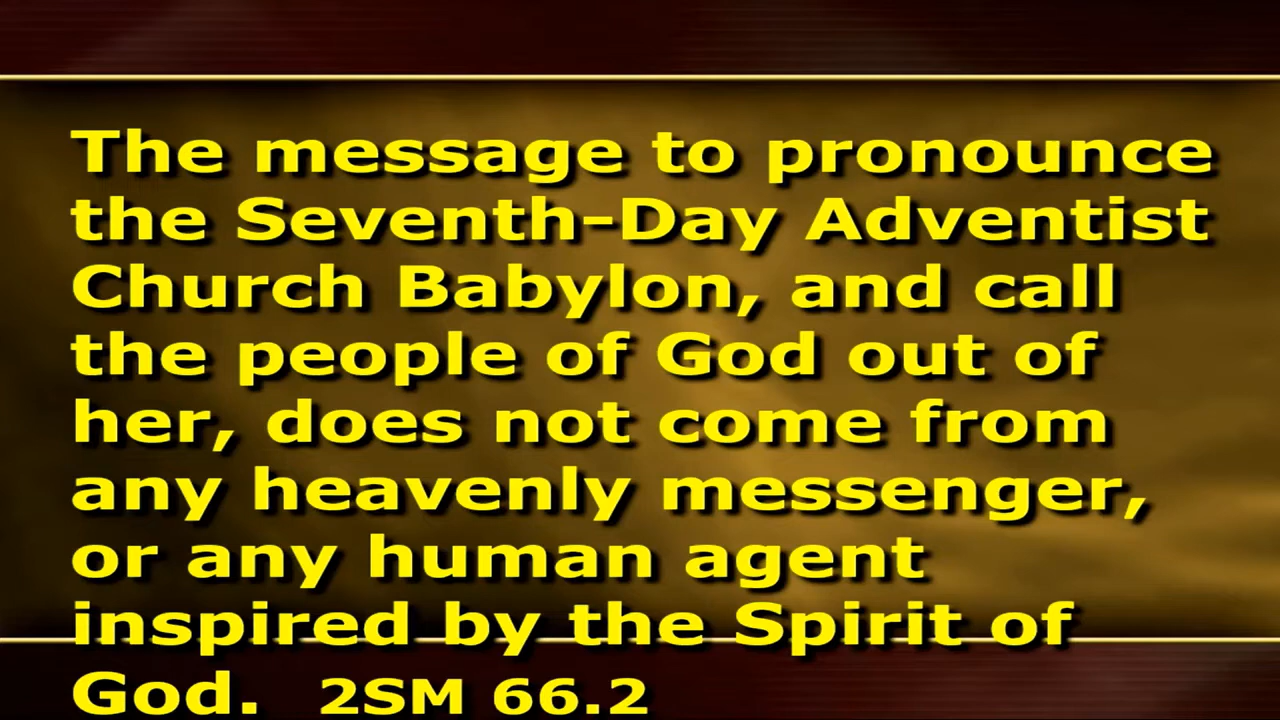 The message to pronounce
the Seventh-Day Adventist
Church Babylon, and call
the people of God out of
her, does not come from
any heavenly messenger,
or any human agent
inspired by the Spirit of
God. 2SM 66.2